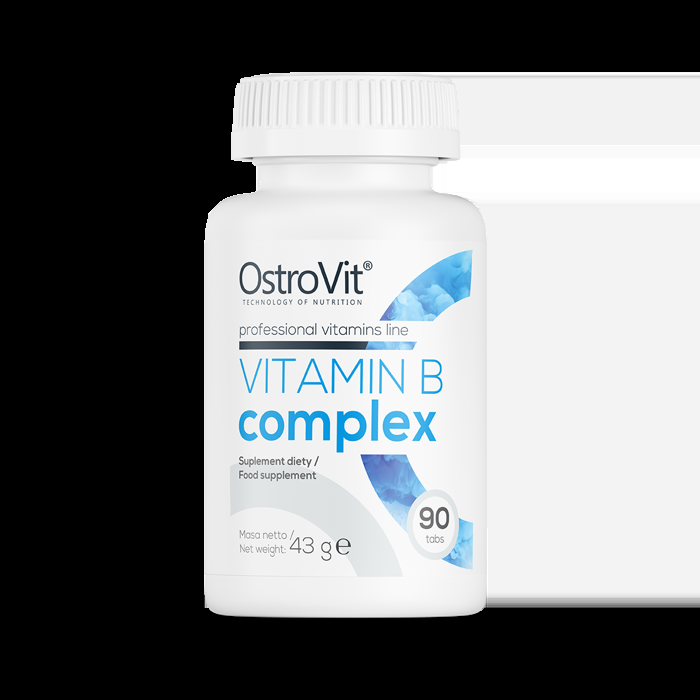 OstroVit®
TECHNOLOGY OF NUTRITION
professional vitamins line
VITAMIN B
complex
Suplement diety /
Food supplement
90
tabs
Masa netto /
Net weight: 43 g e